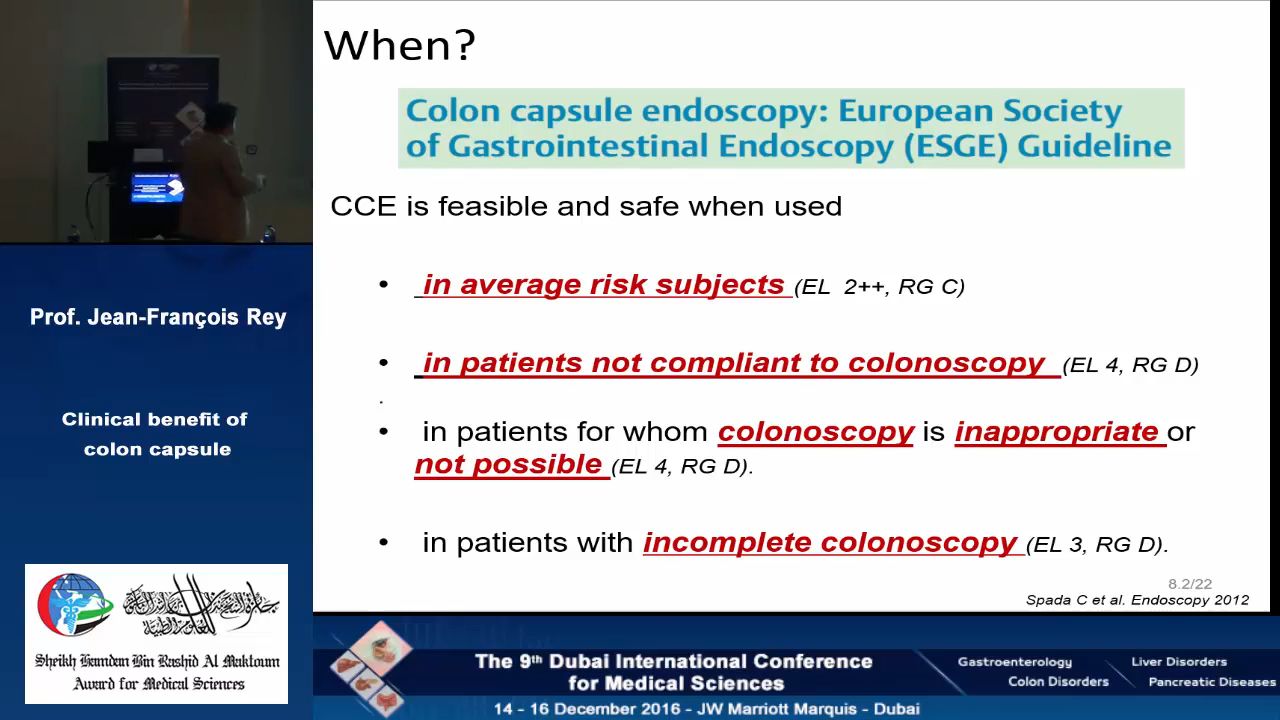 When?
Colon capsule endoscopy: European Society
of Gastrointestinal Endoscopy (ESGE) Guideline
CCE is feasible and safe when used
• in average risk subjects (EL 2++, RG C)
• in patients not compliant to colonoscopy (EL 4, RG D)
.
• in patients for whom colonoscopy is inappropriate or
not possible (EL 4, RG D).
• in patients with incomplete colonoscopy (EL 3, RG D).
8.2/22
Spada C et al. Endoscopy 2012
Prof. Jean-François Rey
Clinical benefit of
colon capsule
Sheikh Hamdan Bin Rashid Al Maktoum
Award for Medical Sciences
The 9th Dubai International Conference
for Medical Sciences
14 - 16 December 2016 - JW Marriott Marquis - Dubai
Gastroenterology
Liver Disorders
Colon Disorders
Pancreatic Diseases